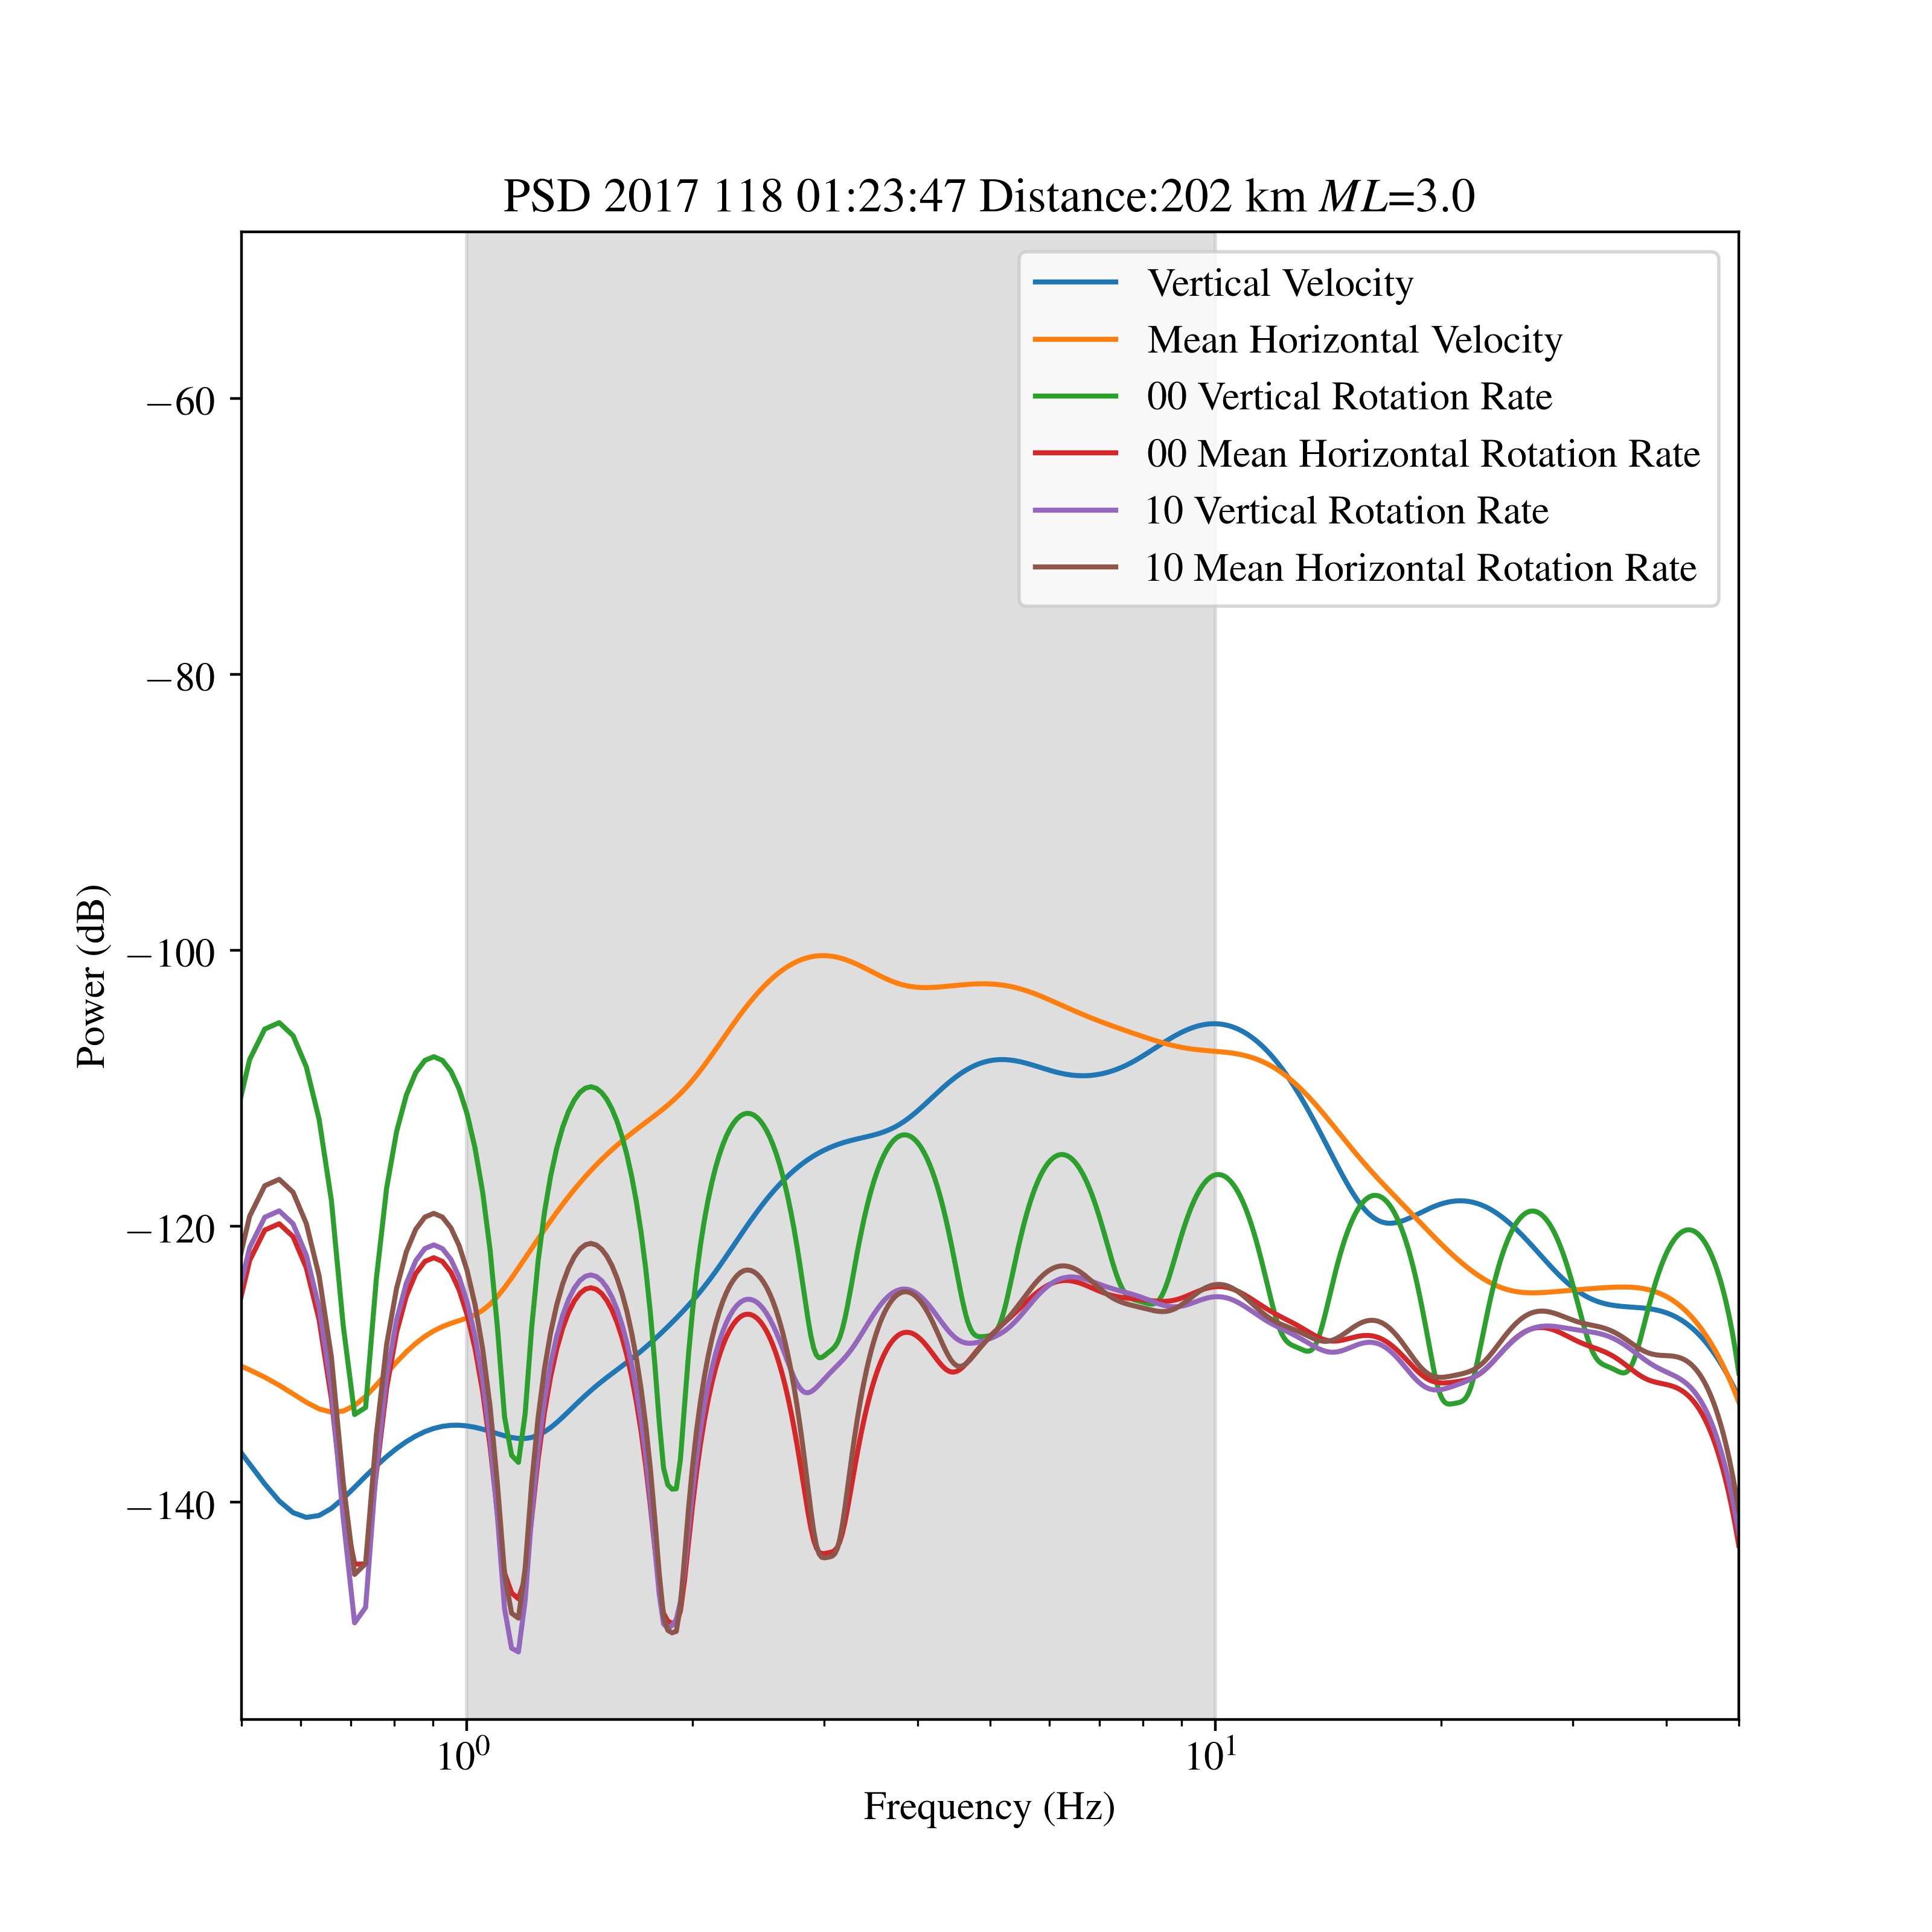 PSD 2017 118 01:23:47 Distance:202 km ML=3.0
Vertical Velocity
Mean Horizontal Velocity
00 Vertical Rotation Rate
00 Mean Horizontal Rotation Rate
10 Vertical Rotation Rate
10 Mean Horizontal Rotation Rate
−60
−80
−100
−120
−140
Power (dB)
10⁰
10¹
Frequency (Hz)